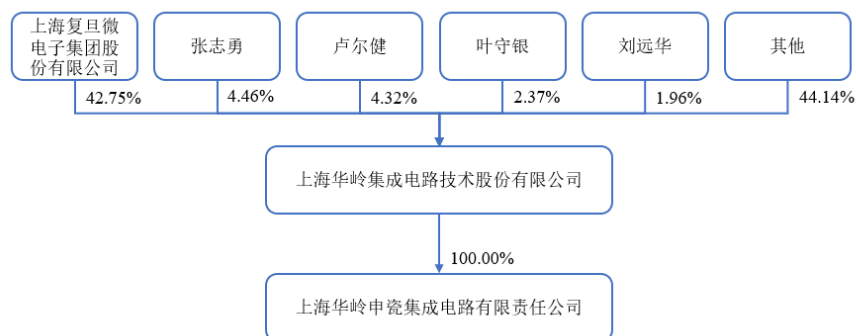 上海复旦微
电子集团股
份有限公司
张志勇
卢尔健
叶守银
刘远华
其他
42.75%
4.46%
4.32%
2.37%
1.96%
44.14%
上海华岭集成电路技术股份有限公司
100.00%
上海华岭申瓷集成电路有限责任公司